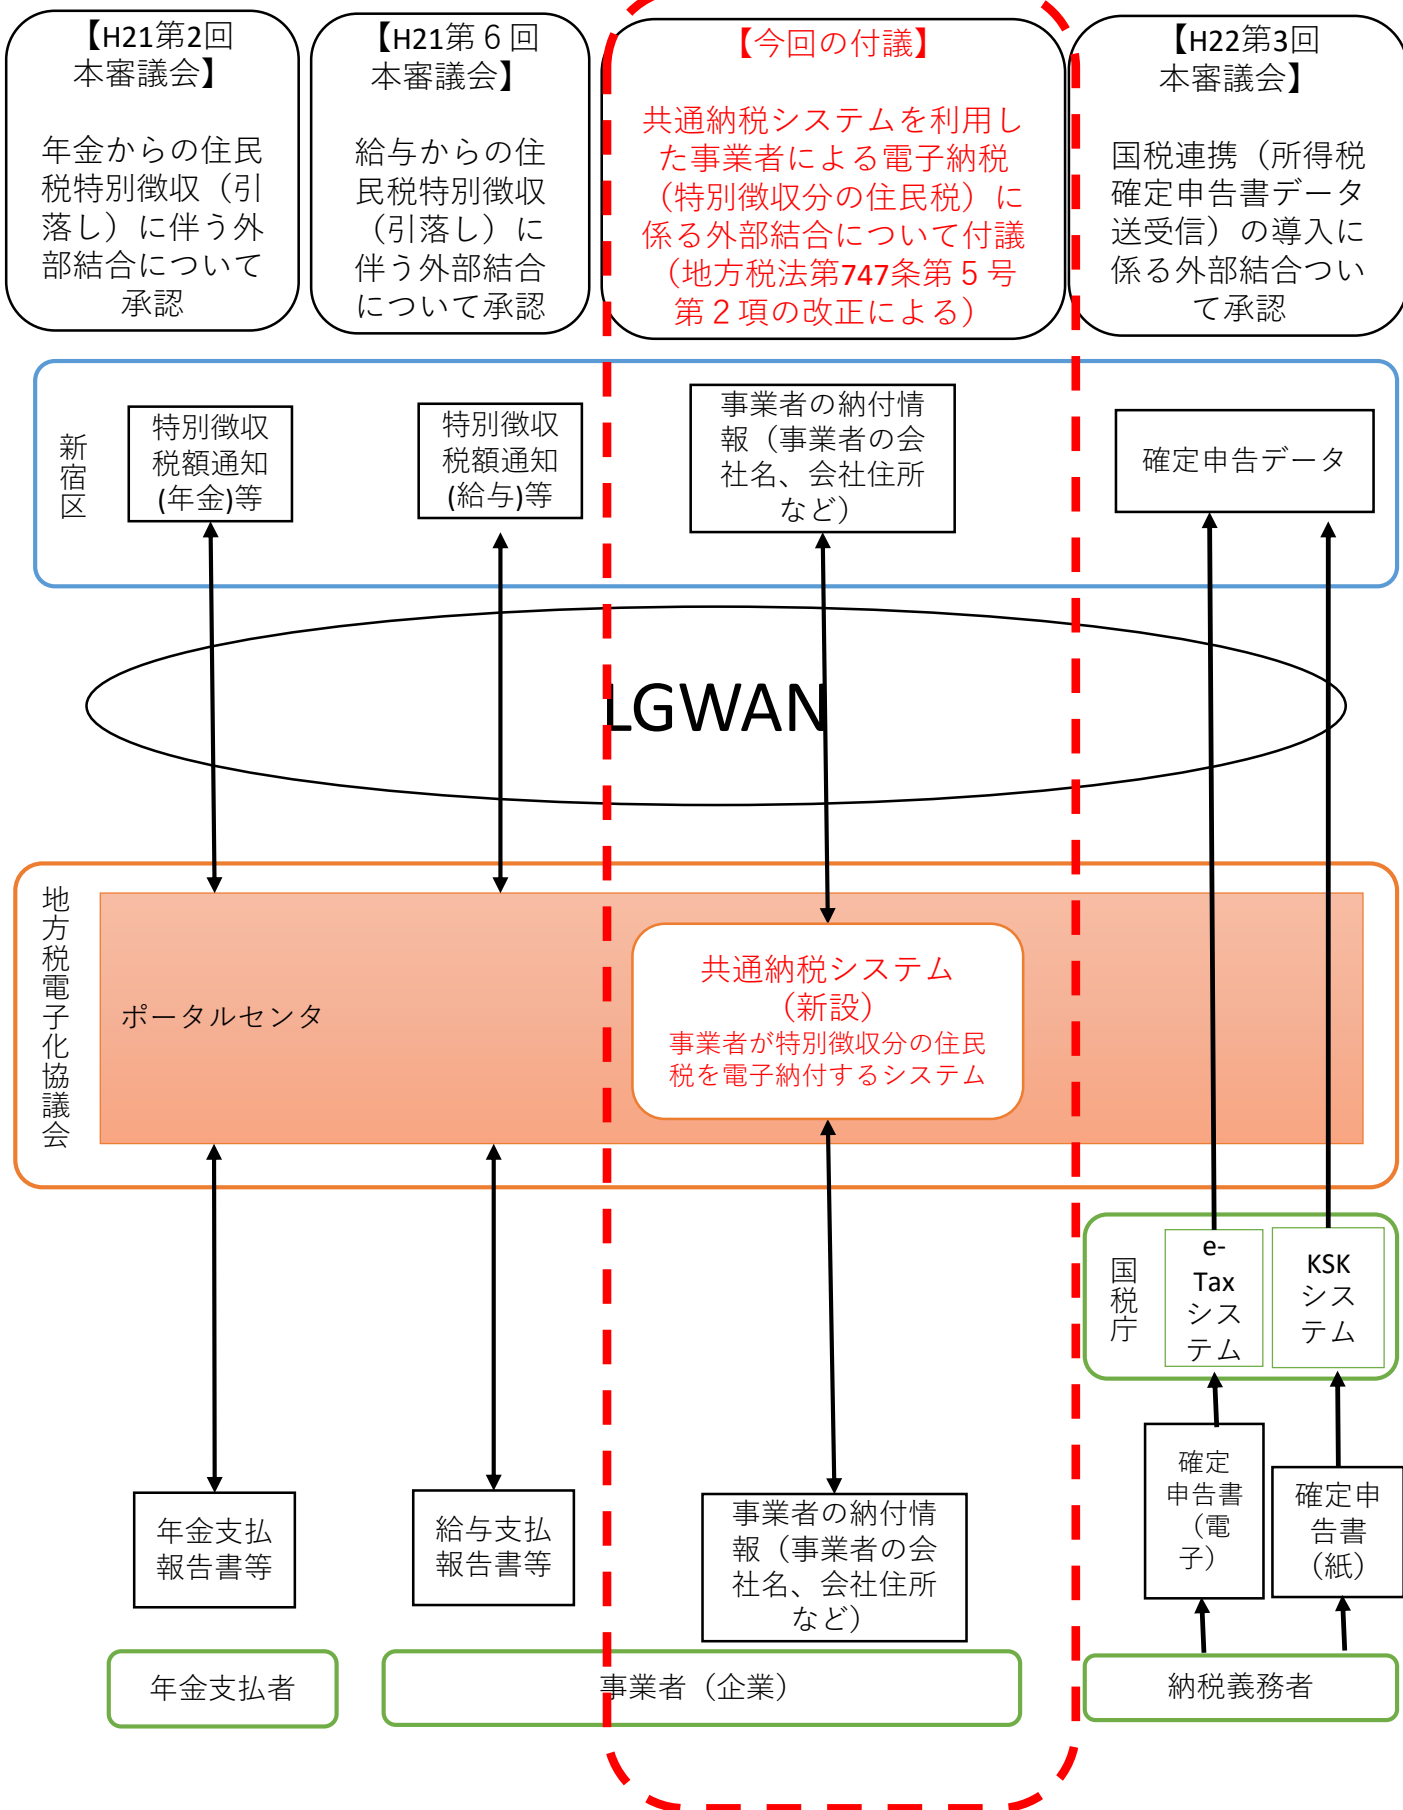 【H21第2回
本審議会】
年金からの住民
税特別徴収（引
落し）に伴う外
部結合について
承認
【H21第６回
本審議会】
給与からの住
民税特別徴収
（引落し）に
伴う外部結合
について承認
【今回の付議】
共通納税システムを利用し
た事業者による電子納税
（特別徴収分の住民税）に
係る外部結合について付議
（地方税法第747条第５号
第２項の改正による）
【H22第3回
本審議会】
国税連携（所得税
確定申告書データ
送受信）の導入に
係る外部結合つい
て承認
新宿区
特別徴収
税額通知
(年金)等
特別徴収
税額通知
(給与)等
事業者の納付情
報（事業者の会
社名、会社住所
など）
確定申告データ
LGWAN
地方税電子化協議会
ポータルセンタ
共通納税システム
（新設）
事業者が特別徴収分の住民
税を電子納付するシステム
国税庁
e-
Tax
シス
テム
KSK
シス
テム
年金支払
報告書等
給与支払
報告書等
事業者の納付情
報（事業者の会
社名、会社住所
など）
確定
申告書
（電
子）
確定申
告書
（紙）
年金支払者
事業者（企業）
納税義務者